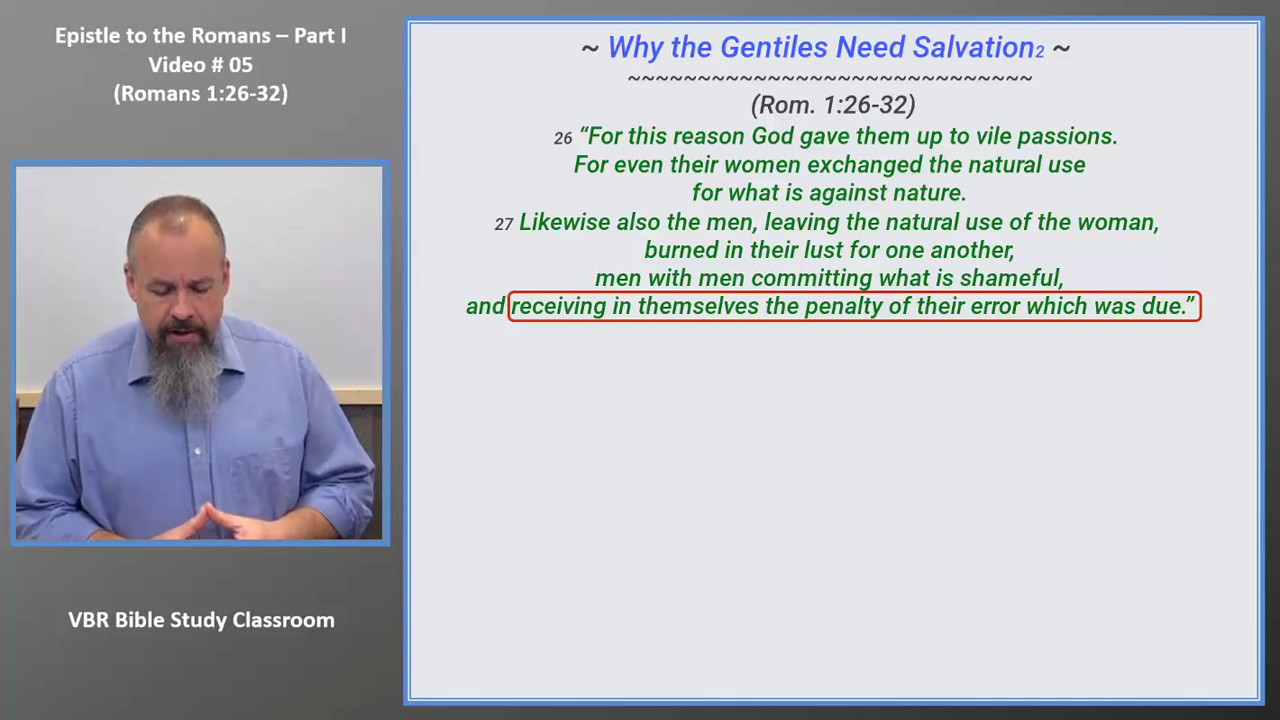 Epistle to the Romans – Part I
Video # 05
(Romans 1:26-32)
VBR Bible Study Classroom
~ Why the Gentiles Need Salvation2 ~
~~~~~~~~~~~~~~~~~~~~~~~~~~~~~
(Rom. 1:26-32)
26 “For this reason God gave them up to vile passions.
For even their women exchanged the natural use
for what is against nature.
27 Likewise also the men, leaving the natural use of the woman,
burned in their lust for one another,
men with men committing what is shameful,
and receiving in themselves the penalty of their error which was due.”